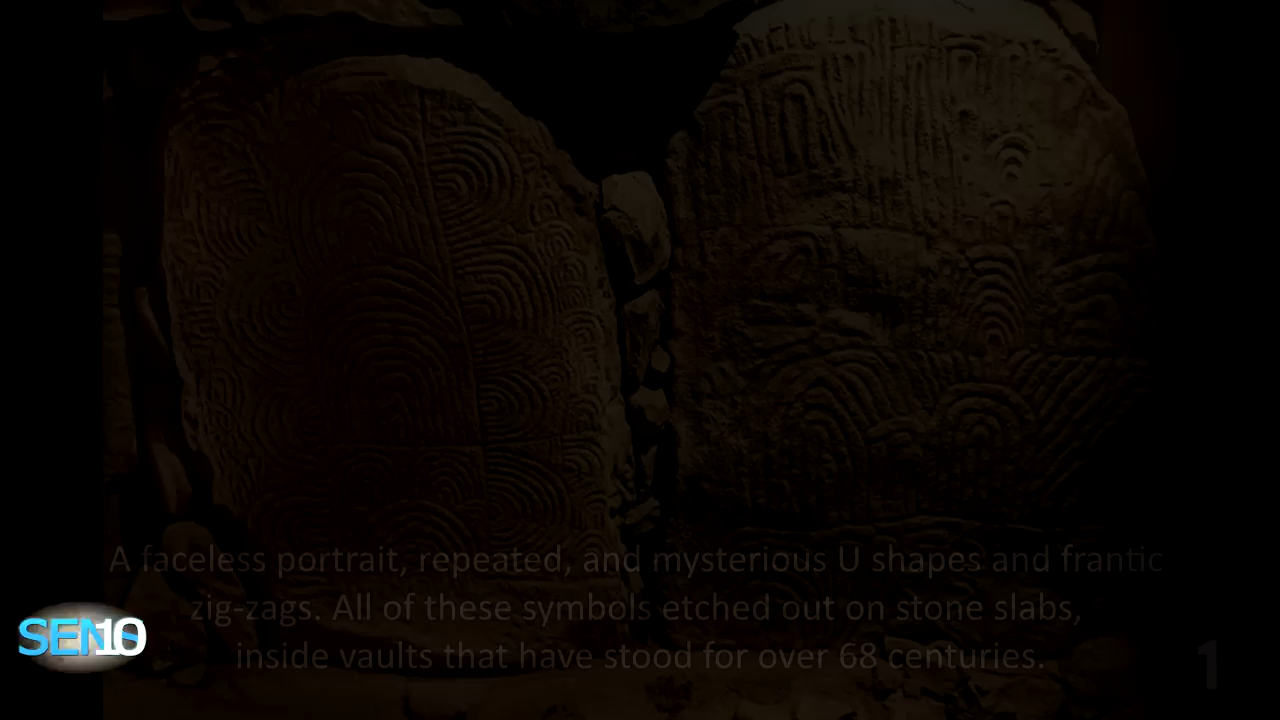 A faceless portrait, repeated, and mysterious U shapes and frantic
zig-zags. All of these symbols etched out on stone slabs,
inside vaults that have stood for over 68 centuries.
SEN10
1